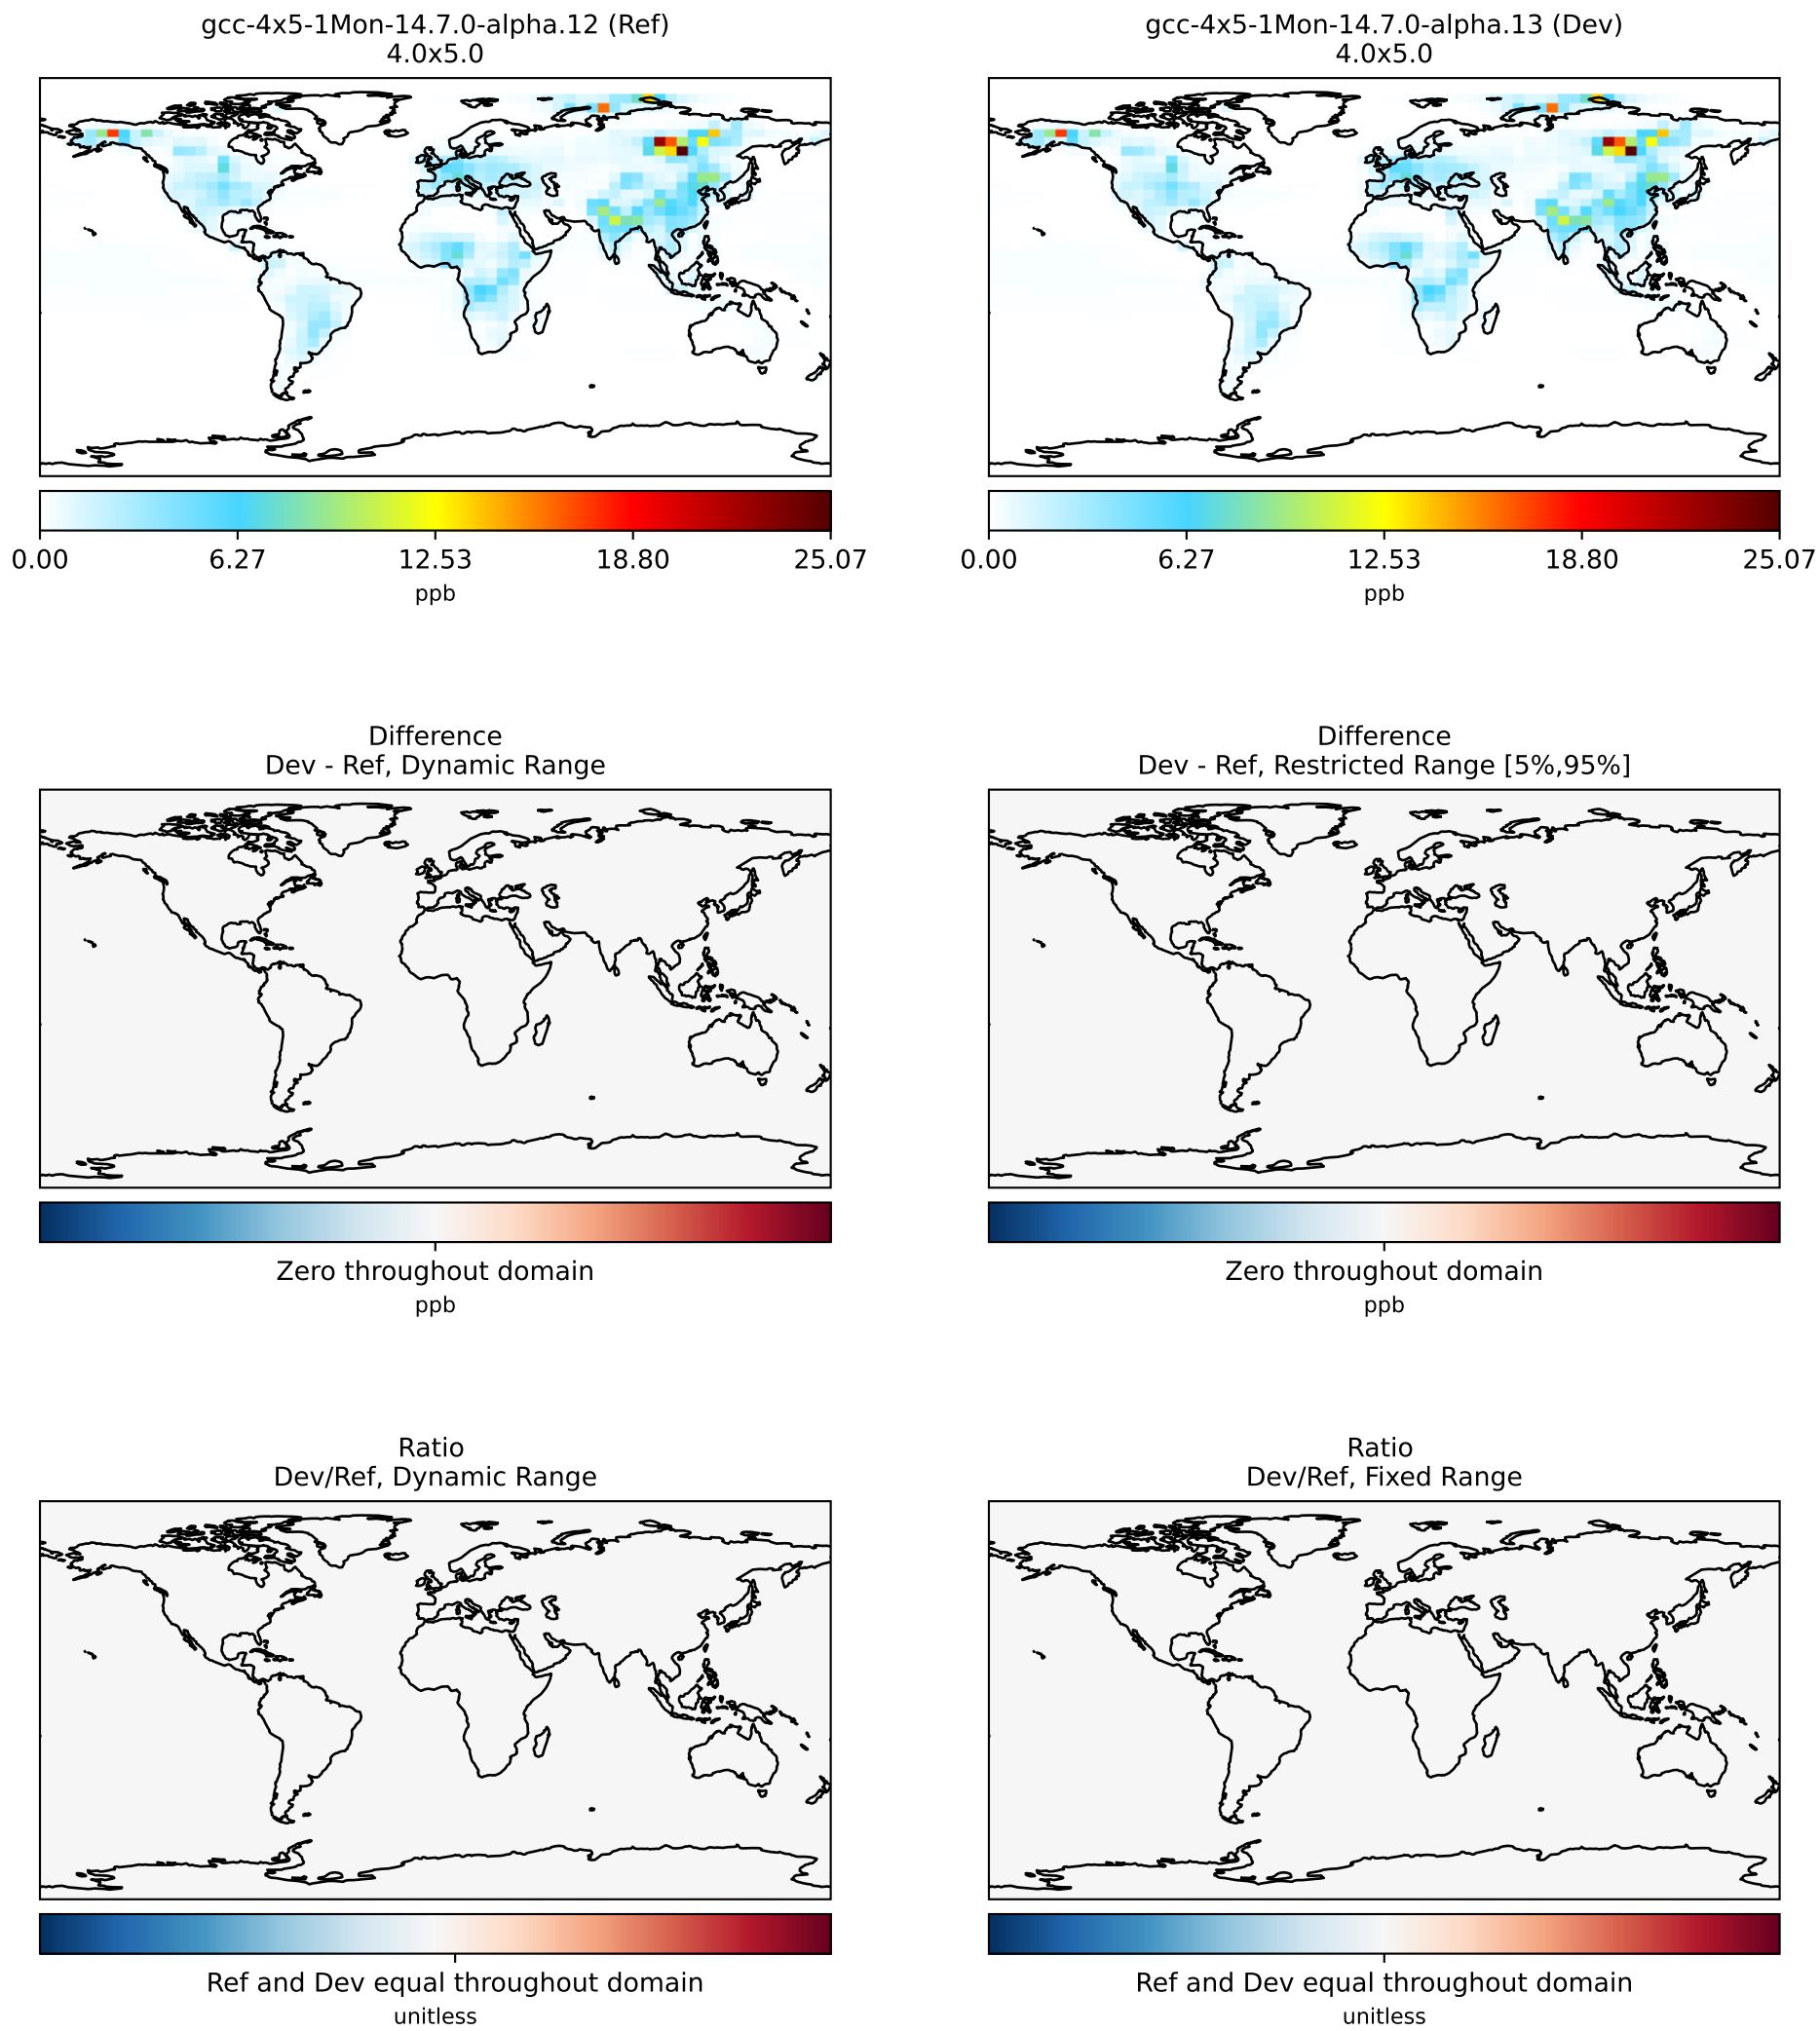 gcc-4x5-1Mon-14.7.0-alpha.12 (Ref)
4.0x5.0
gcc-4x5-1Mon-14.7.0-alpha.13 (Dev)
4.0x5.0
0.00 6.27 12.53 18.80 25.07
ppb
0.00 6.27 12.53 18.80 25.07
ppb
Difference
Dev - Ref, Dynamic Range
Difference
Dev - Ref, Restricted Range [5%,95%]
Zero throughout domain
ppb
Zero throughout domain
ppb
Ratio
Dev/Ref, Dynamic Range
Ratio
Dev/Ref, Fixed Range
Ref and Dev equal throughout domain
unitless
Ref and Dev equal throughout domain
unitless